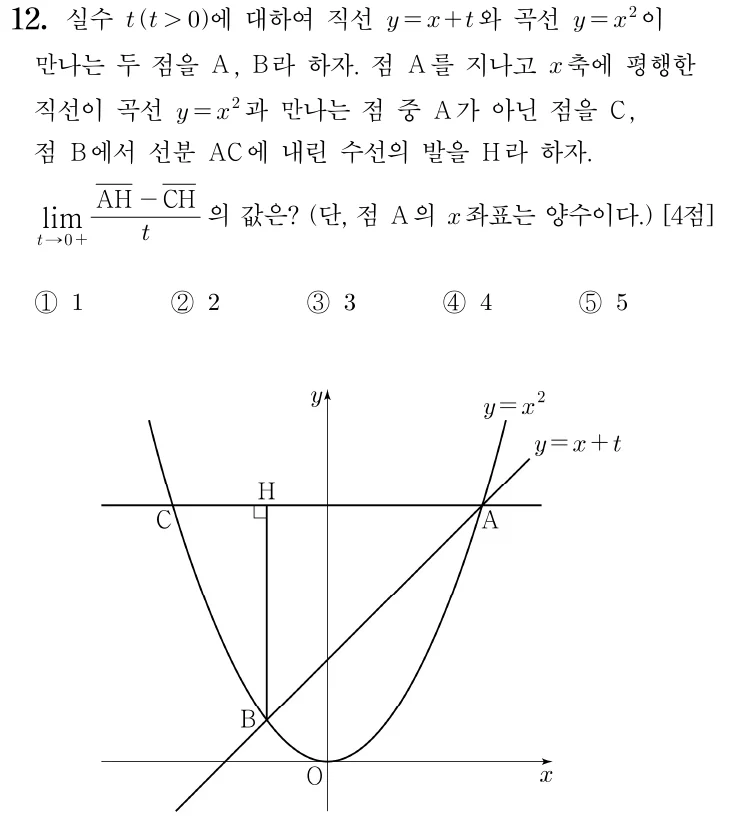 12. 실수 t(t>0)에 대하여 직선 y=x+t와 곡선 y=x²이
만나는 두 점을 A, B라 하자. 점 A를 지나고 x축에 평행한
직선이 곡선 y=x²과 만나는 점 중 A가 아닌 점을 C,
점 B에서 선분 AC에 내린 수선의 발을 H라 하자.
lim_{t→0+} (\overline{AH} − \overline{CH})/t 의 값은? (단, 점 A의 x좌표는 양수이다.) [4점]
① 1 ② 2 ③ 3 ④ 4 ⑤ 5
y
y=x²
y=x+t
H
C
A
B
O
x